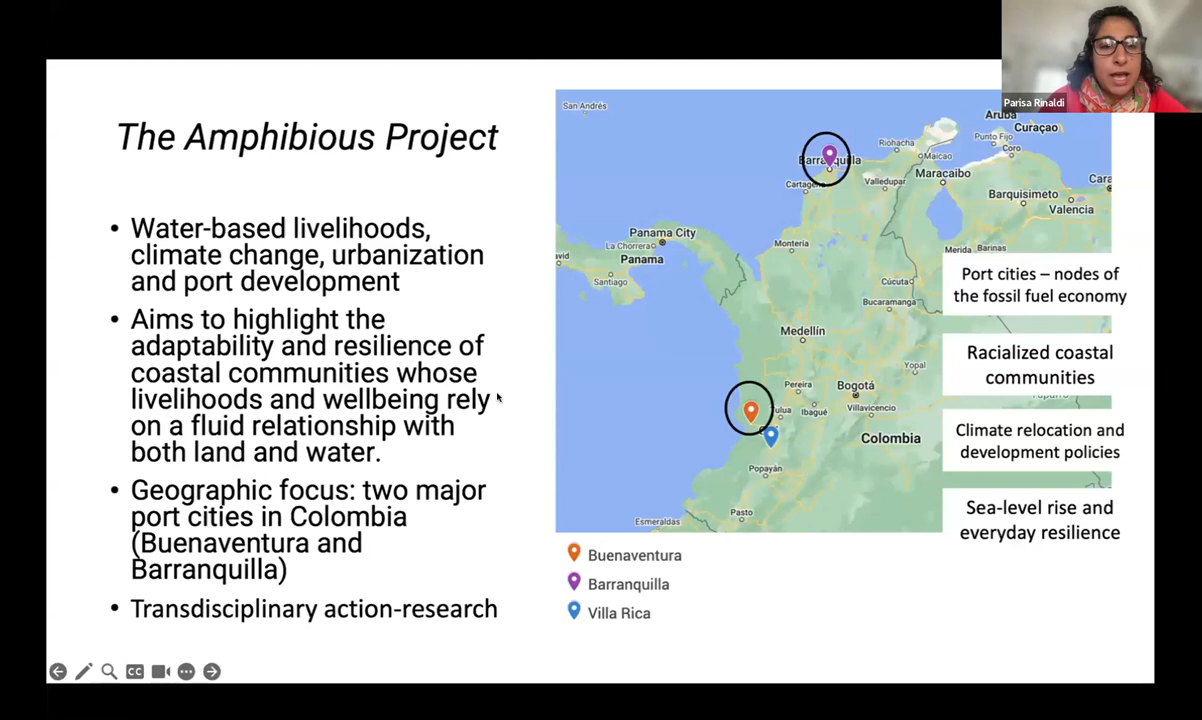 Parisa Rinaldi
The Amphibious Project
• Water-based livelihoods,
climate change, urbanization
and port development
• Aims to highlight the
adaptability and resilience of
coastal communities whose
livelihoods and wellbeing rely
on a fluid relationship with
both land and water.
• Geographic focus: two major
port cities in Colombia
(Buenaventura and
Barranquilla)
• Transdisciplinary action-research
San Andrés
Aruba
Curaçao
Riohacha
Punto Fijo
Coro
Maicao
Barranquilla
Cartagena
Valledupar
Maracaibo
Barquisimeto
Valencia
Panama City
La Chorrera
Panama
Santiago
Montería
Merida
Barinas
Cúcuta
Bucaramanga
Medellín
Yopal
Pereira
Bogotá
Ibagué
Villavicencio
Colombia
Popayán
Pasto
Esmeraldas
Port cities – nodes of
the fossil fuel economy
Racialized coastal
communities
Climate relocation and
development policies
Sea-level rise and
everyday resilience
Buenaventura
Barranquilla
Villa Rica
CC